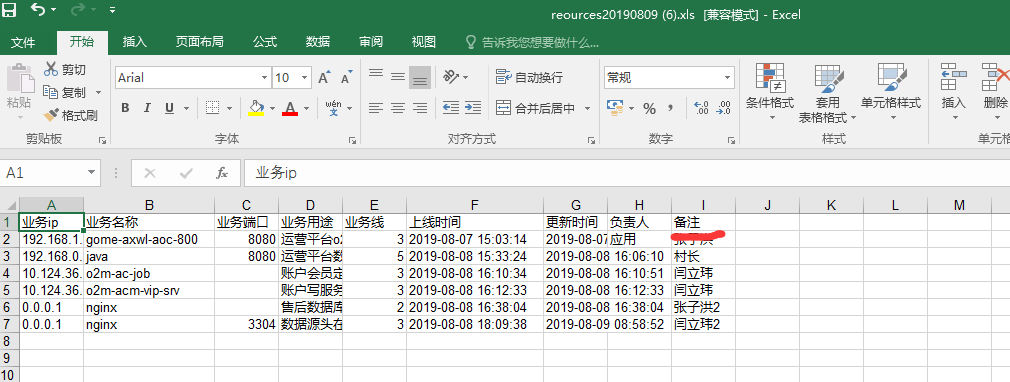 reources20190809 (6).xls [兼容模式] - Excel
文件 开始 插入 页面布局 公式 数据 审阅 视图 告诉我您想要做什么...
粘贴 剪切 复制 格式刷 剪贴板
Arial 10 A A B I U A wén 文 字体
自动换行 合并后居中 对齐方式
常规 % , .00 数字
条件格式 套用 表格格式 单元格样式 样式
插入 删除 单元格
A1 fx 业务ip
A B C D E F G H I J K L M
1 业务ip 业务名称 业务端口 业务用途 业务线 上线时间 更新时间 负责人 备注
2 192.168.1. gome-axwl-aoc-800 8080 运营平台o2 3 2019-08-07 15:03:14 2019-08-07 应用 张子洪
3 192.168.0. java 8080 运营平台数 5 2019-08-08 15:33:24 2019-08-08 16:06:10 村长
4 10.124.36. o2m-ac-job 账户会员定 3 2019-08-08 16:10:34 2019-08-08 16:10:51 闫立玮
5 10.124.36. o2m-acm-vip-srv 账户写服务 3 2019-08-08 16:12:33 2019-08-08 16:12:33 闫立玮
6 0.0.0.1 nginx 售后数据库 2 2019-08-08 16:38:04 2019-08-08 16:38:04 张子洪2
7 0.0.0.1 nginx 3304 数据源头在 3 2019-08-08 18:09:38 2019-08-09 08:58:52 闫立玮2
8
9
10